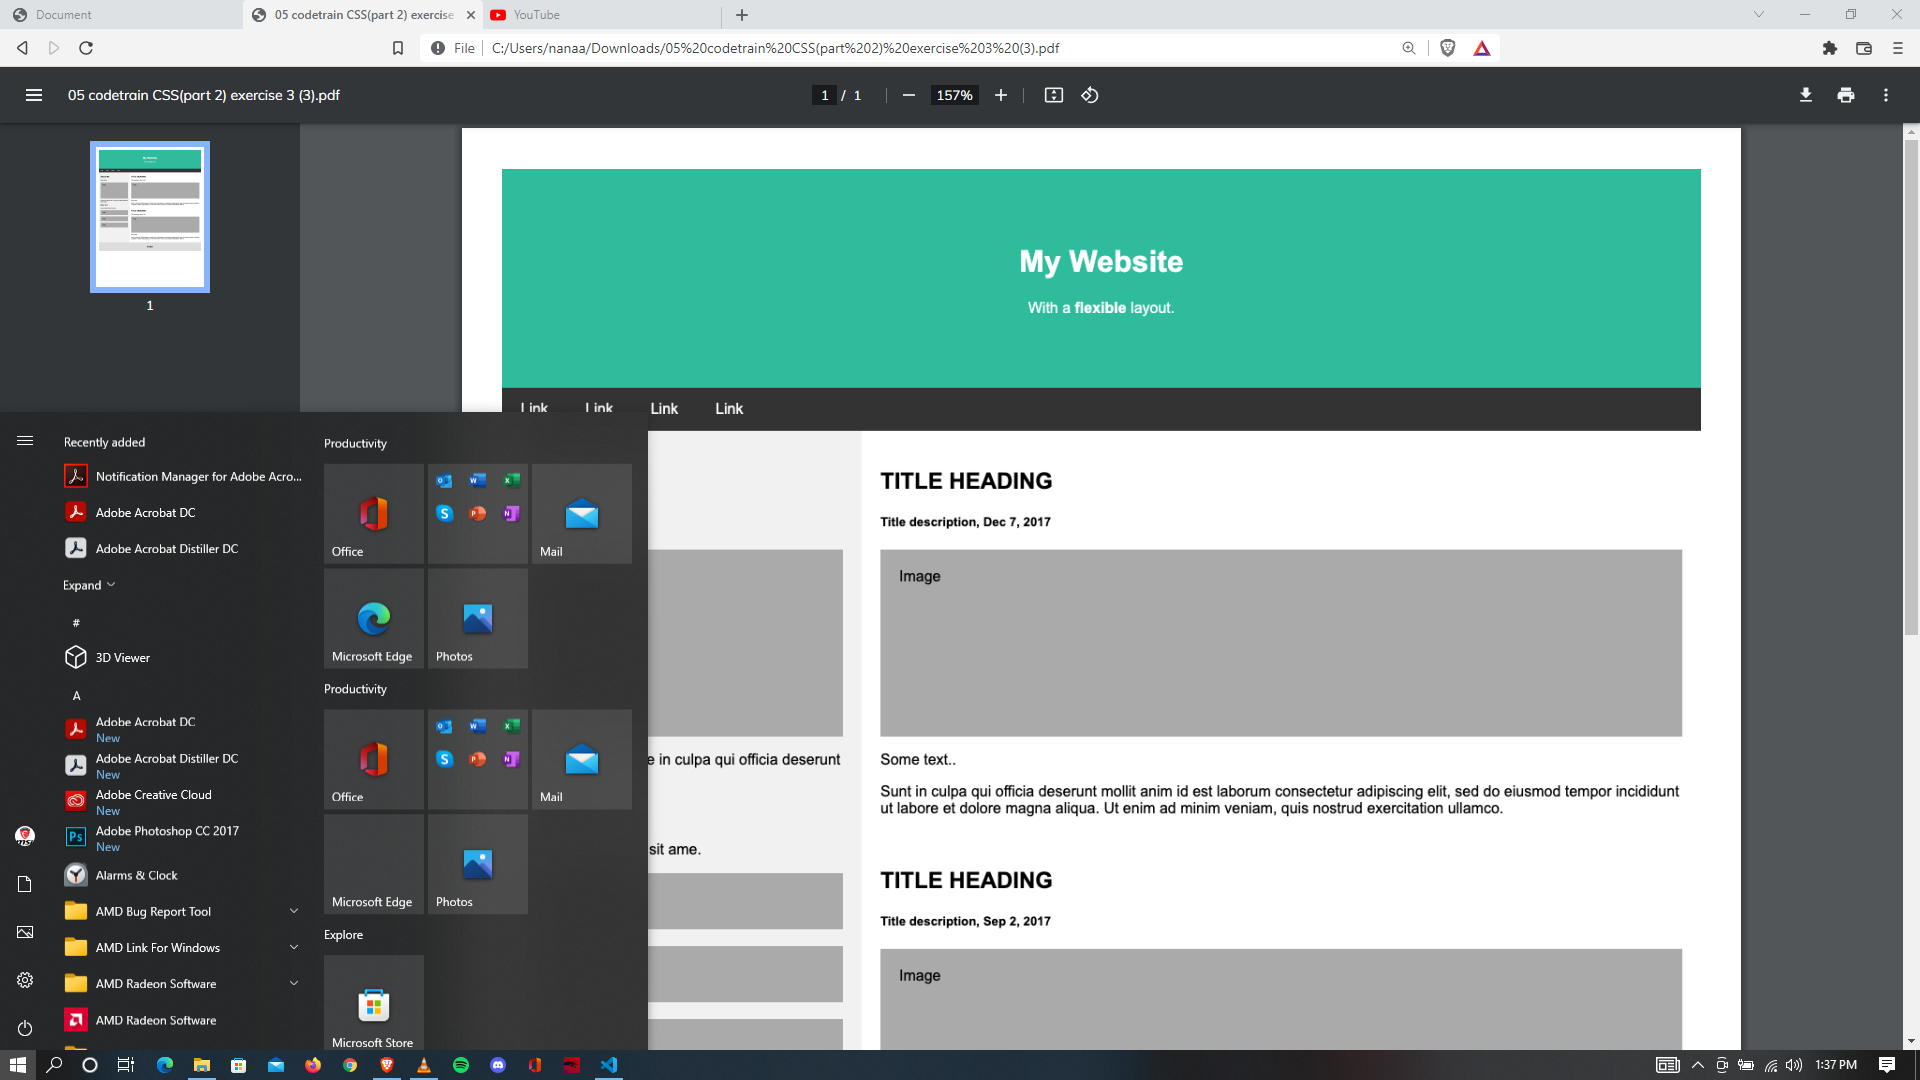 Document
05 codetrain CSS(part 2) exercise
YouTube
File
C:/Users/nanaa/Downloads/05%20codetrain%20CSS(part%202)%20exercise%203%20(3).pdf
05 codetrain CSS(part 2) exercise 3 (3).pdf
1 / 1
157%
1
My Website
With a flexible layout.
Link Link Link Link
Recently added
Notification Manager for Adobe Acro...
Adobe Acrobat DC
Adobe Acrobat Distiller DC
Expand
#
3D Viewer
A
Adobe Acrobat DC
New
Adobe Acrobat Distiller DC
New
Adobe Creative Cloud
New
Adobe Photoshop CC 2017
New
Alarms & Clock
AMD Bug Report Tool
AMD Link For Windows
AMD Radeon Software
AMD Radeon Software
Productivity
Office
Mail
Microsoft Edge
Photos
Productivity
Office
Mail
Microsoft Edge
Photos
Explore
Microsoft Store
e in culpa qui officia deserunt
sit ame.
TITLE HEADING
Title description, Dec 7, 2017
Image
Some text..
Sunt in culpa qui officia deserunt mollit anim id est laborum consectetur adipiscing elit, sed do eiusmod tempor incididunt
ut labore et dolore magna aliqua. Ut enim ad minim veniam, quis nostrud exercitation ullamco.
TITLE HEADING
Title description, Sep 2, 2017
Image
1:37 PM